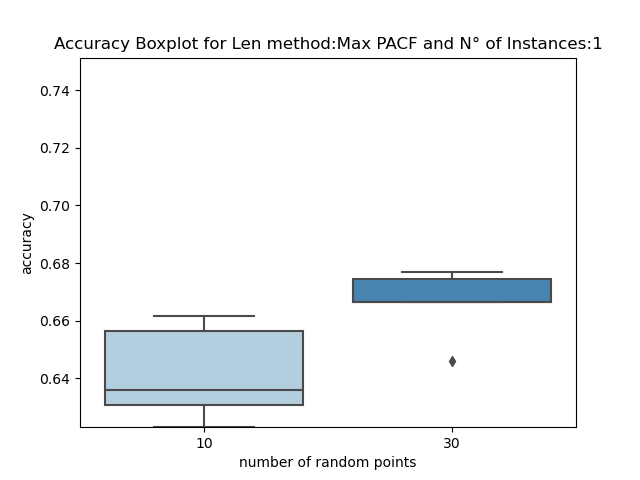 Accuracy Boxplot for Len method:Max PACF and N° of Instances:1
0.74
0.72
0.70
0.68
0.66
0.64
accuracy
10 30
number of random points